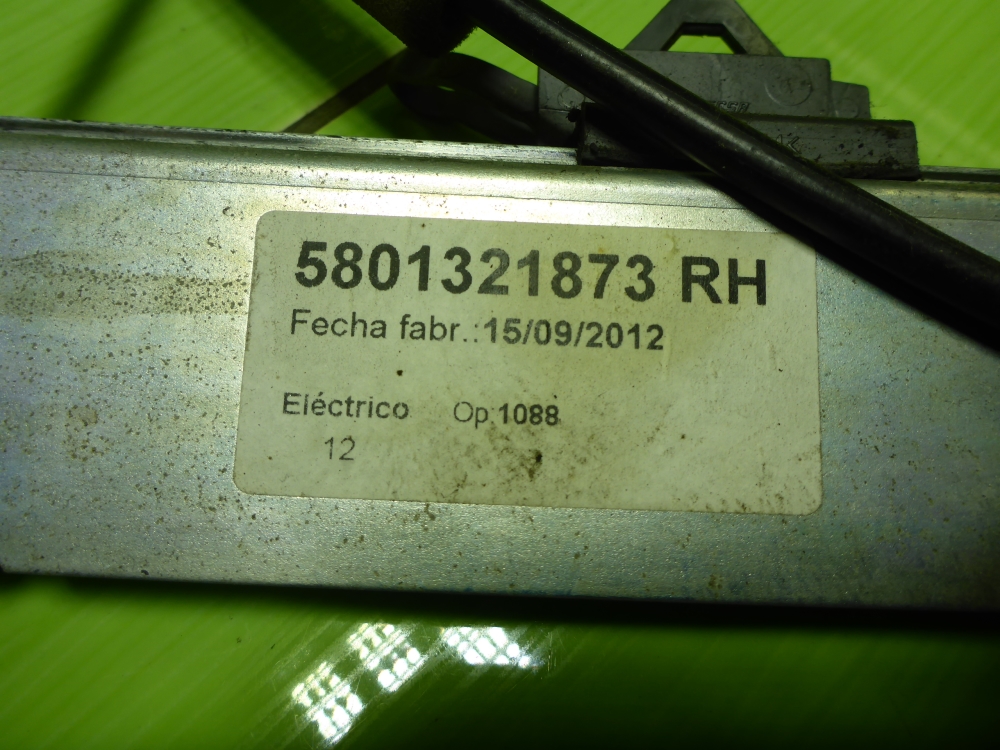 5801321873 RH
Fecha fabr.:15/09/2012
Eléctrico Op:1088
12